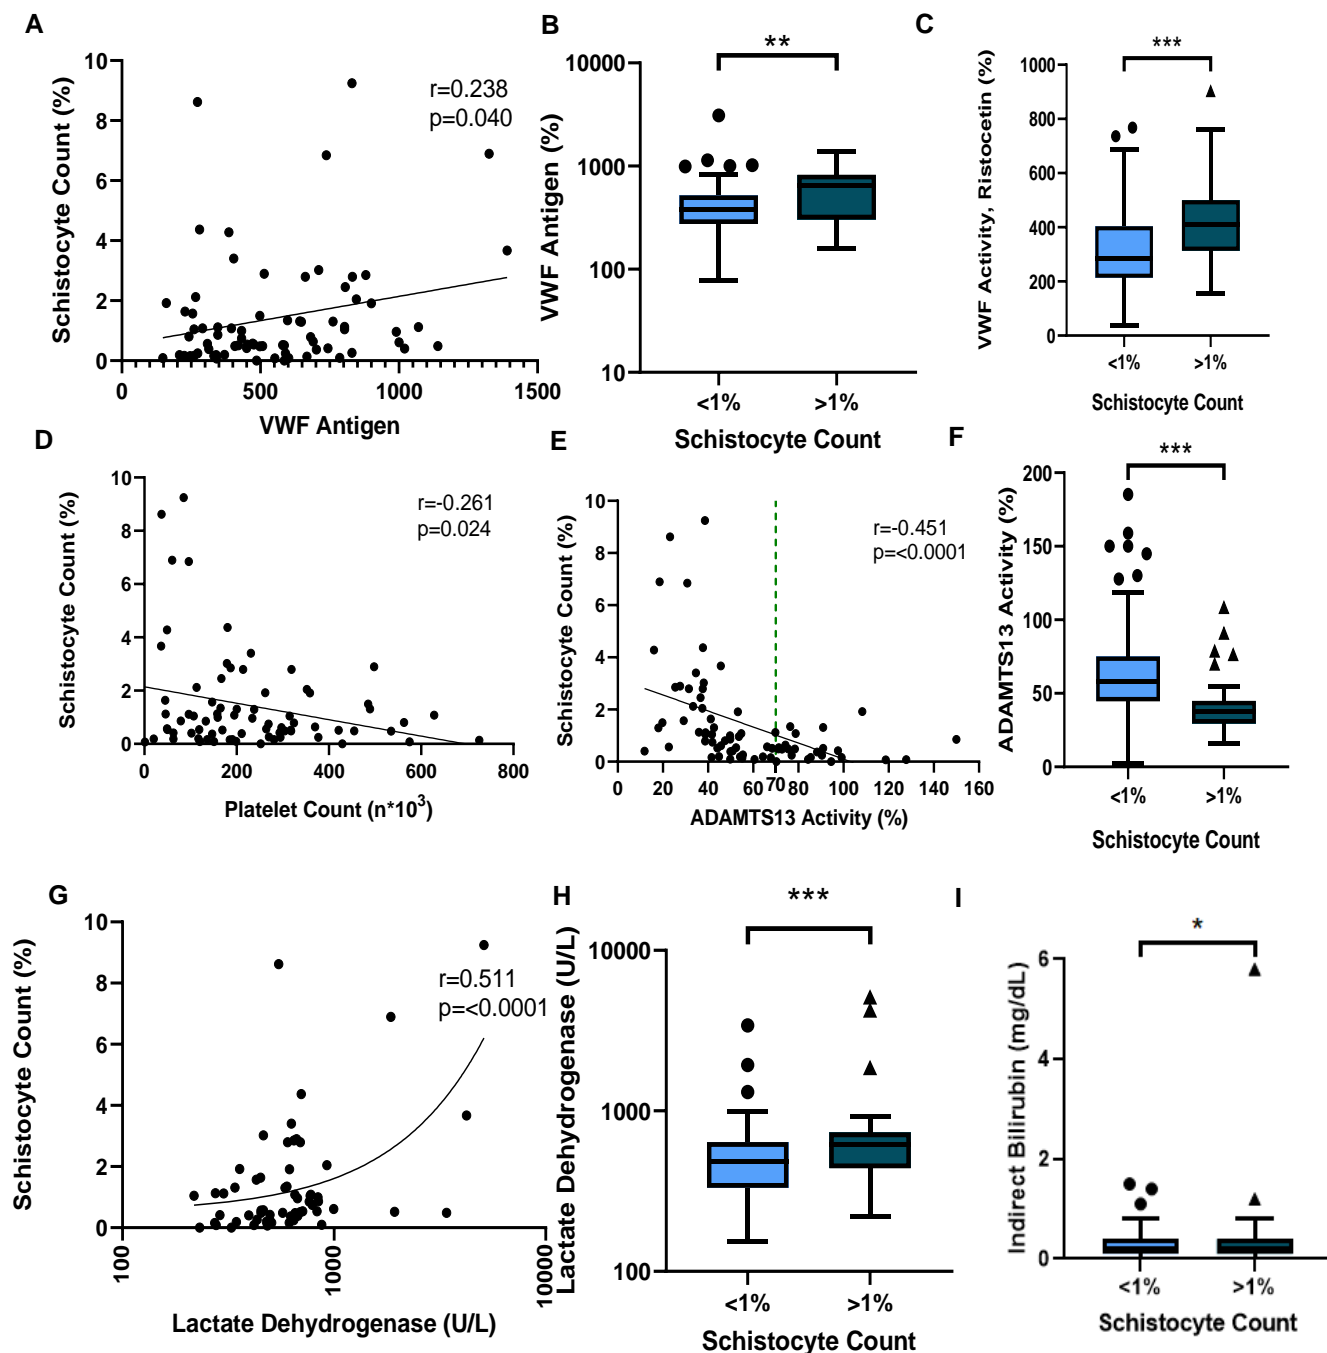 A
Schistocyte Count (%)
10
8
6
4
2
0
r=0.238
p=0.040
0 500 1000 1500
VWF Antigen
B
VWF Antigen (%)
10000
1000
100
10
**
<1% >1%
Schistocyte Count
C
VWF Activity, Ristocetin (%)
1000
800
600
400
200
0
***
<1% >1%
Schistocyte Count
D
Schistocyte Count (%)
10
8
6
4
2
0
r=-0.261
p=0.024
0 200 400 600 800
Platelet Count (n*10³)
E
Schistocyte Count (%)
10
8
6
4
2
0
r=-0.451
p=<0.0001
0 20 40 60 70 80 100 120 140 160
ADAMTS13 Activity (%)
F
ADAMTS13 Activity (%)
200
150
100
50
0
***
<1% >1%
Schistocyte Count
G
Schistocyte Count (%)
10
8
6
4
2
0
r=0.511
p=<0.0001
100 1000 10000
Lactate Dehydrogenase (U/L)
H
Lactate Dehydrogenase (U/L)
10000
1000
100
***
<1% >1%
Schistocyte Count
I
Indirect Bilirubin (mg/dL)
6
4
2
0
*
<1% >1%
Schistocyte Count